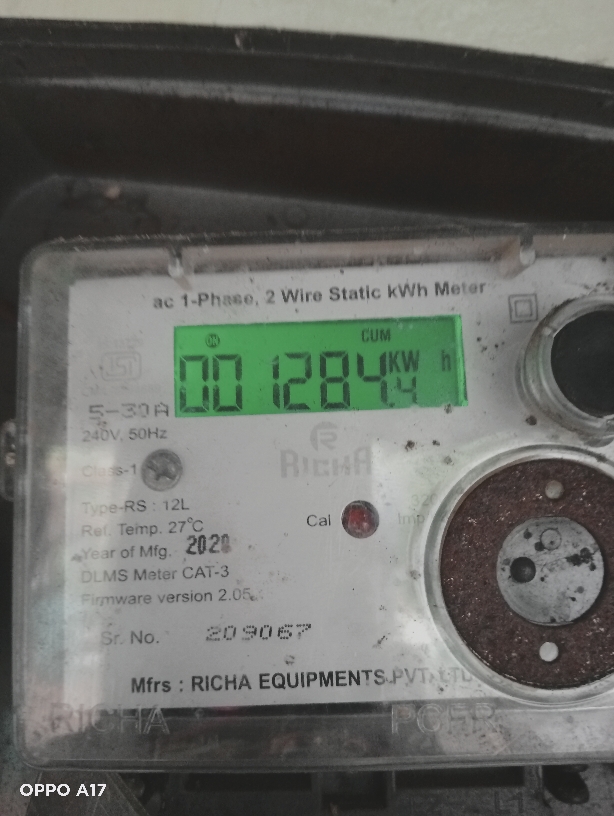 ac 1-Phase, 2 Wire Static kWh Meter
ON CUM
001284.4 KW h
5-30A
240V, 50Hz
RICHA
Class-1
Type-RS : 12L
Cal
Ref. Temp. 27°C
Year of Mfg. 2020
DLMS Meter CAT-3
Firmware version 2.05
Sr. No. 209067
Mfrs : RICHA EQUIPMENTS PVT. LTD
RICHA
OPPO A17